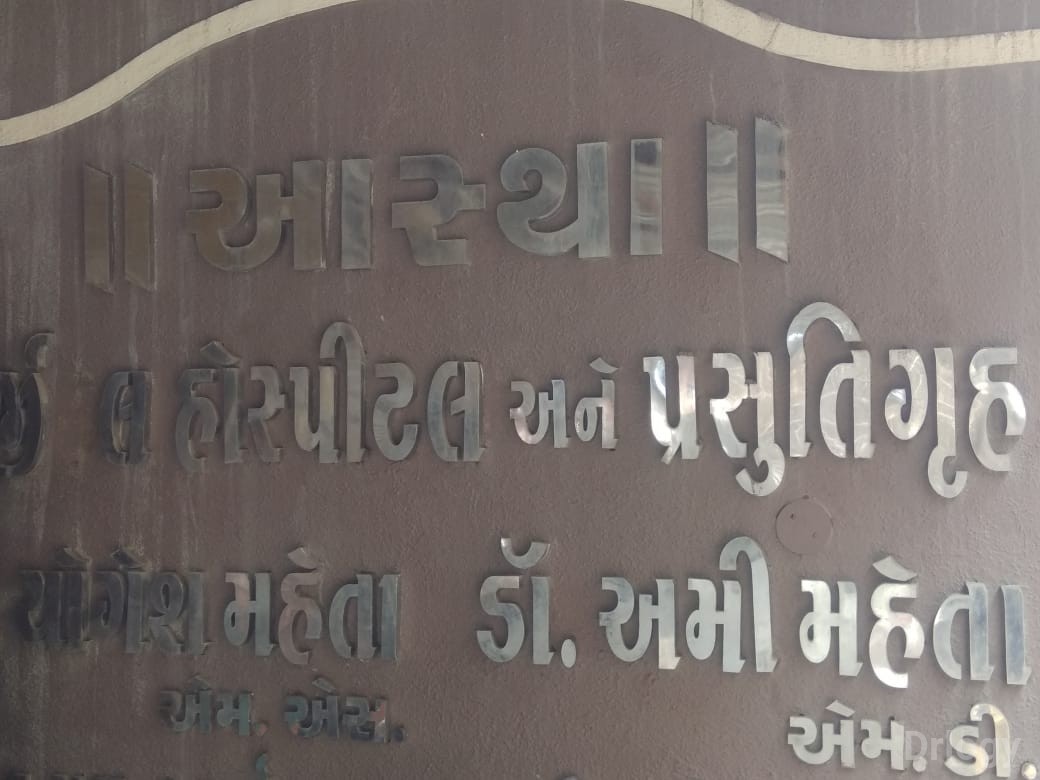 ॥ આસ્થા ॥
લ હોસ્પીટલ અને પ્રસુતિગૃહ
યોગેશ મહેતા ડૉ. અમી મહેતા
એમ. એસ. એમ. ડી.